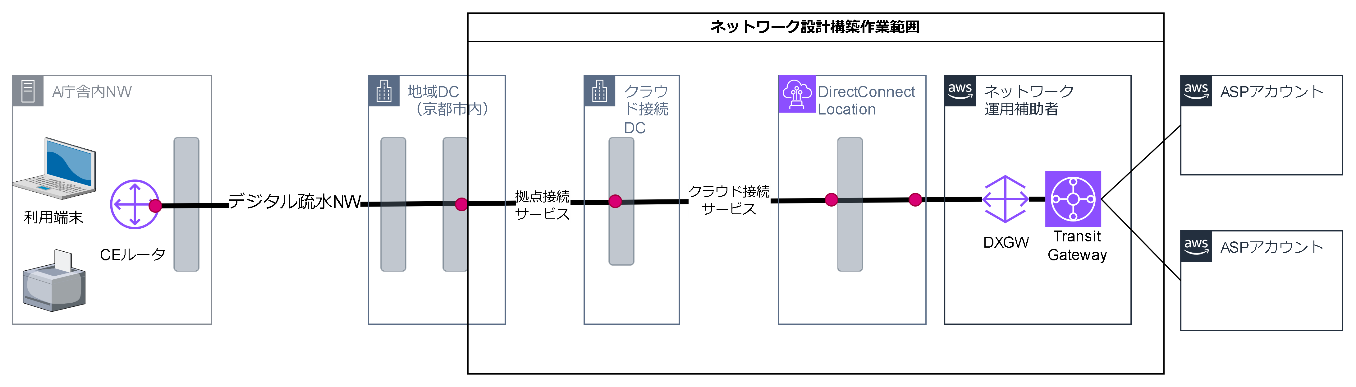 ネットワーク設計構築作業範囲
A庁舎内NW
利用端末
CEルータ
デジタル疏水NW
地域DC
（京都市内）
拠点接続
サービス
クラウ
ド接続
DC
クラウド接続
サービス
DirectConnect
Location
aws
ネットワーク
運用補助者
DXGW
Transit
Gateway
aws
ASPアカウント
aws
ASPアカウント